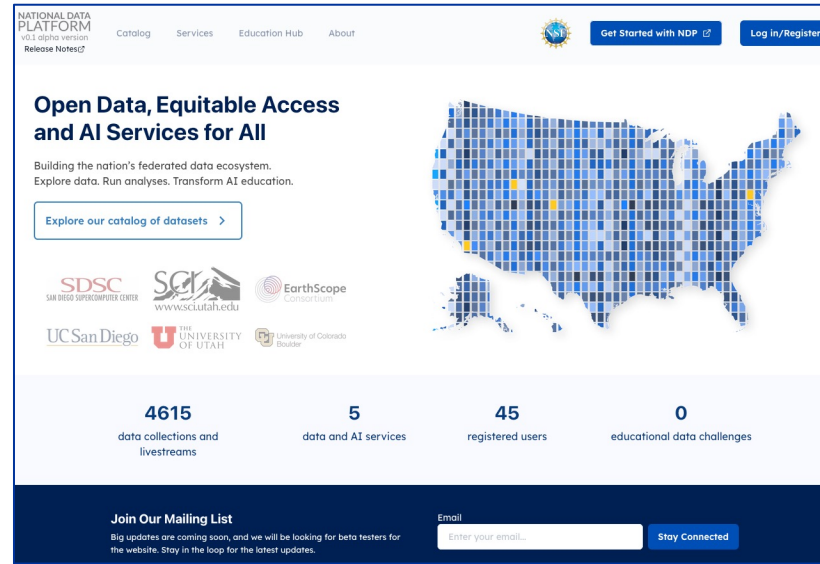 NATIONAL DATA
PLATFORM
v0.1 alpha version
Release Notes
Catalog
Services
Education Hub
About
NSF
Get Started with NDP
Log in/Register
Open Data, Equitable Access
and AI Services for All
Building the nation's federated data ecosystem.
Explore data. Run analyses. Transform AI education.
Explore our catalog of datasets >
SDSC
SAN DIEGO SUPERCOMPUTER CENTER
SCI
www.sci.utah.edu
EarthScope
Consortium
UC San Diego
THE
UNIVERSITY
OF UTAH
University of Colorado
Boulder
4615
data collections and
livestreams
5
data and AI services
45
registered users
0
educational data challenges
Join Our Mailing List
Big updates are coming soon, and we will be looking for beta testers for
the website. Stay in the loop for the latest updates.
Email
Enter your email...
Stay Connected